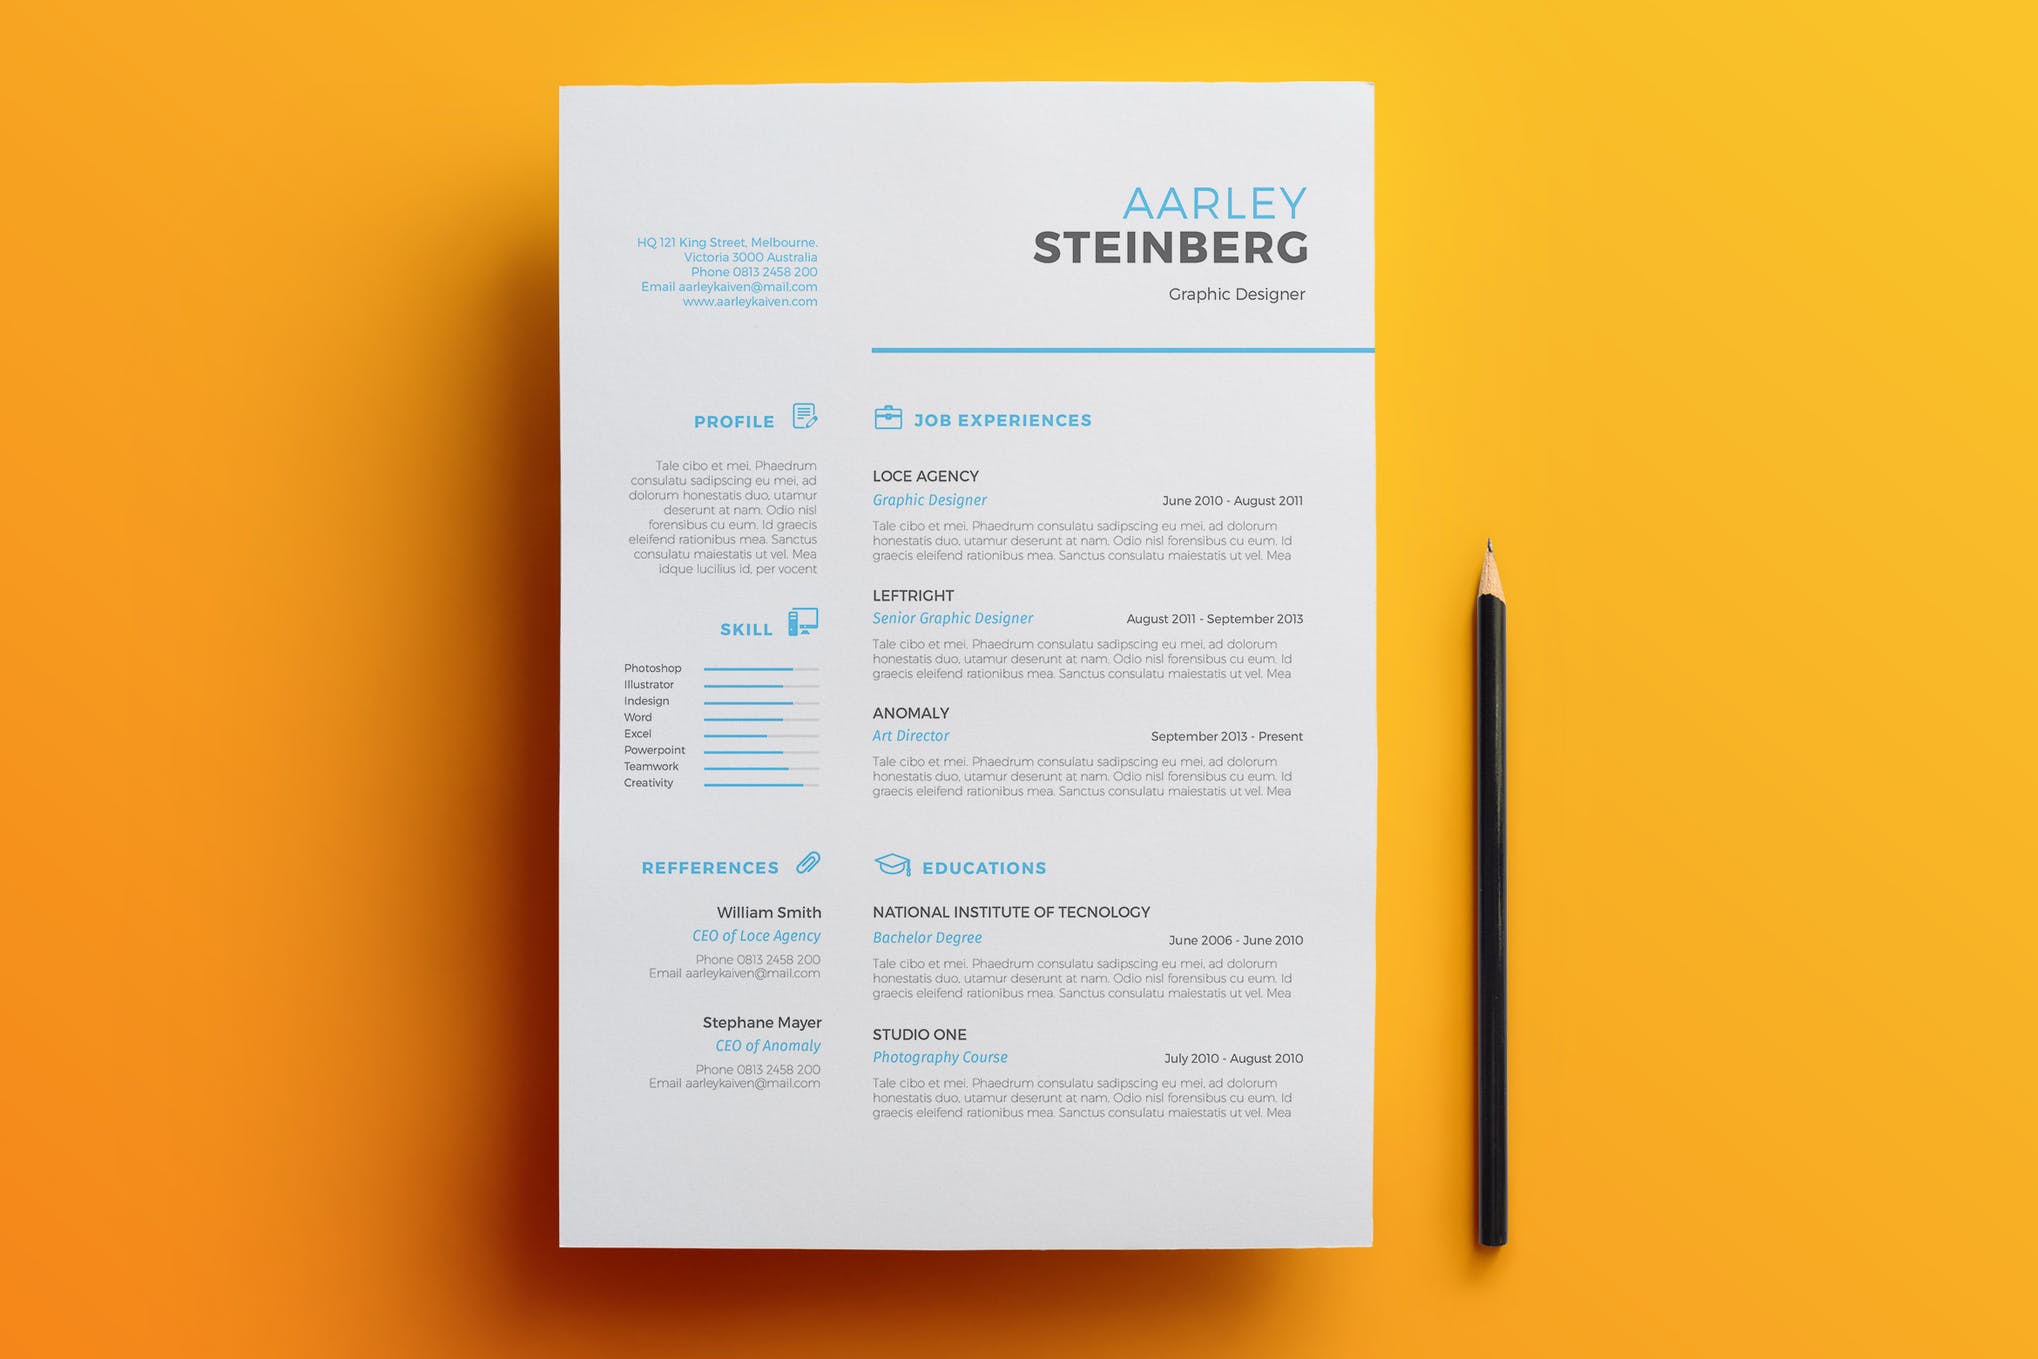 AARLEY
STEINBERG
Graphic Designer
HQ 121 King Street, Melbourne.
Victoria 3000 Australia
Phone 0813 2458 200
Email aarleykaiven@mail.com
www.aarleykaiven.com
PROFILE
Tale cibo et mei. Phaedrum
consulatu sadipscing eu mei, ad
dolorum honestatis duo, utamur
deserunt at nam. Odio nisl
forensibus cu eum. Id graecis
eleifend rationibus mea. Sanctus
consulatu maiestatis ut vel. Mea
idque lucilius id, per vocent
SKILL
Photoshop
Illustrator
Indesign
Word
Excel
Powerpoint
Teamwork
Creativity
REFFERENCES
William Smith
CEO of Loce Agency
Phone 0813 2458 200
Email aarleykaiven@mail.com
Stephane Mayer
CEO of Anomaly
Phone 0813 2458 200
Email aarleykaiven@mail.com
JOB EXPERIENCES
LOCE AGENCY
Graphic Designer June 2010 - August 2011
Tale cibo et mei. Phaedrum consulatu sadipscing eu mei, ad dolorum
honestatis duo, utamur deserunt at nam. Odio nisl forensibus cu eum. Id
graecis eleifend rationibus mea. Sanctus consulatu maiestatis ut vel. Mea
LEFTRIGHT
Senior Graphic Designer August 2011 - September 2013
Tale cibo et mei. Phaedrum consulatu sadipscing eu mei, ad dolorum
honestatis duo, utamur deserunt at nam. Odio nisl forensibus cu eum. Id
graecis eleifend rationibus mea. Sanctus consulatu maiestatis ut vel. Mea
ANOMALY
Art Director September 2013 - Present
Tale cibo et mei. Phaedrum consulatu sadipscing eu mei, ad dolorum
honestatis duo, utamur deserunt at nam. Odio nisl forensibus cu eum. Id
graecis eleifend rationibus mea. Sanctus consulatu maiestatis ut vel. Mea
EDUCATIONS
NATIONAL INSTITUTE OF TECNOLOGY
Bachelor Degree June 2006 - June 2010
Tale cibo et mei. Phaedrum consulatu sadipscing eu mei, ad dolorum
honestatis duo, utamur deserunt at nam. Odio nisl forensibus cu eum. Id
graecis eleifend rationibus mea. Sanctus consulatu maiestatis ut vel. Mea
STUDIO ONE
Photography Course July 2010 - August 2010
Tale cibo et mei. Phaedrum consulatu sadipscing eu mei, ad dolorum
honestatis duo, utamur deserunt at nam. Odio nisl forensibus cu eum. Id
graecis eleifend rationibus mea. Sanctus consulatu maiestatis ut vel. Mea